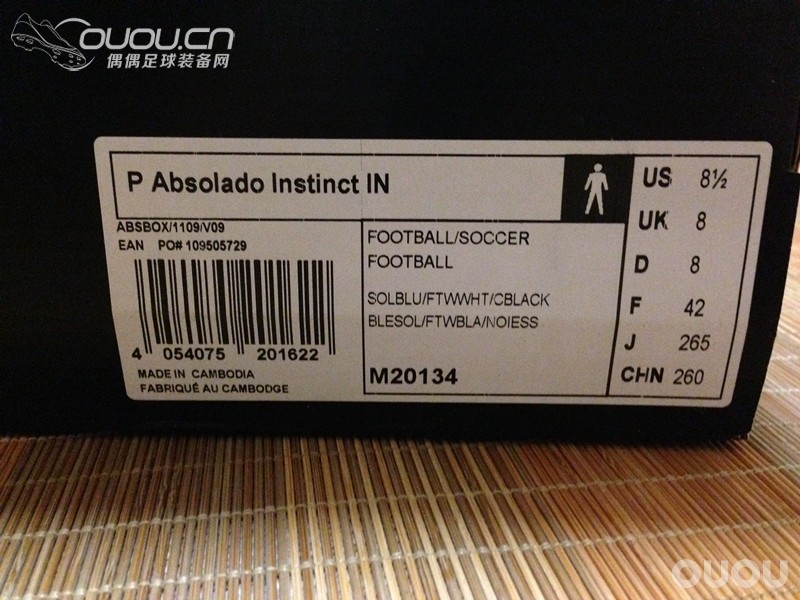 OUOU.CN
偶偶足球装备网
P Absolado Instinct IN
ABSBOX/1109/V09
EAN PO# 109505729
4 054075 201622
MADE IN CAMBODIA
FABRIQUÉ AU CAMBODGE
FOOTBALL/SOCCER
FOOTBALL
SOLBLU/FTWWHT/CBLACK
BLESOL/FTWBLA/NOIESS
M20134
US 8½
UK 8
D 8
F 42
J 265
CHN 260
OUOU